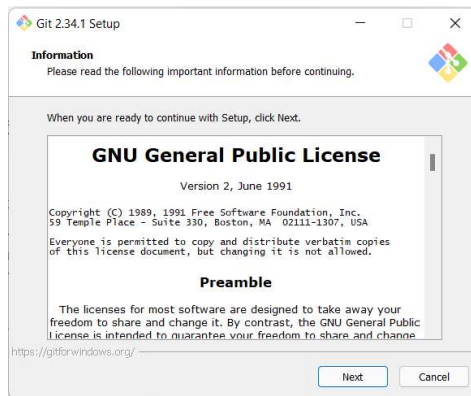 Git 2.34.1 Setup
Information
Please read the following important information before continuing.
When you are ready to continue with Setup, click Next.
GNU General Public License
Version 2, June 1991
Copyright (C) 1989, 1991 Free Software Foundation, Inc.
59 Temple Place - Suite 330, Boston, MA  02111-1307, USA
Everyone is permitted to copy and distribute verbatim copies
of this license document, but changing it is not allowed.
Preamble
The licenses for most software are designed to take away your
freedom to share and change it. By contrast, the GNU General Public
License is intended to guarantee your freedom to share and change
https://gitforwindows.org/
Next
Cancel